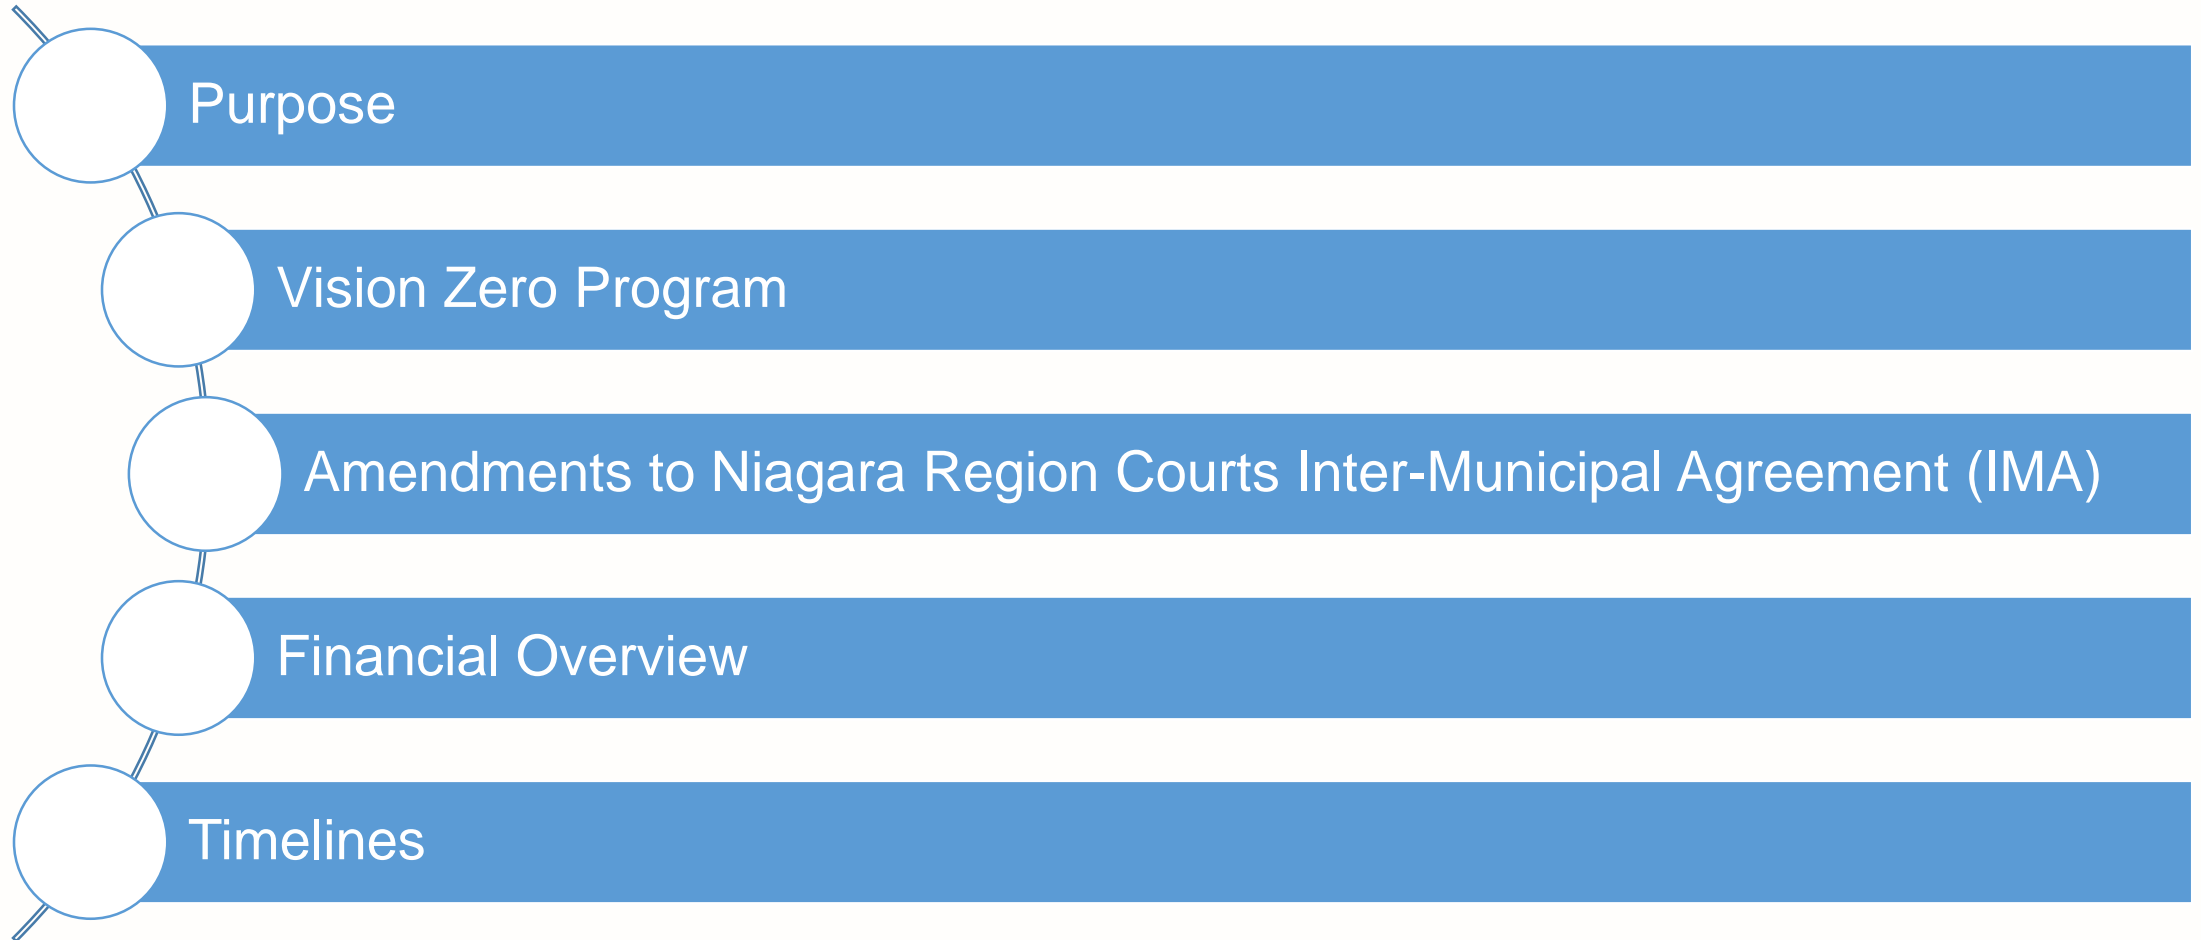 Purpose
Vision Zero Program
Amendments to Niagara Region Courts Inter-Municipal Agreement (IMA)
Financial Overview
Timelines